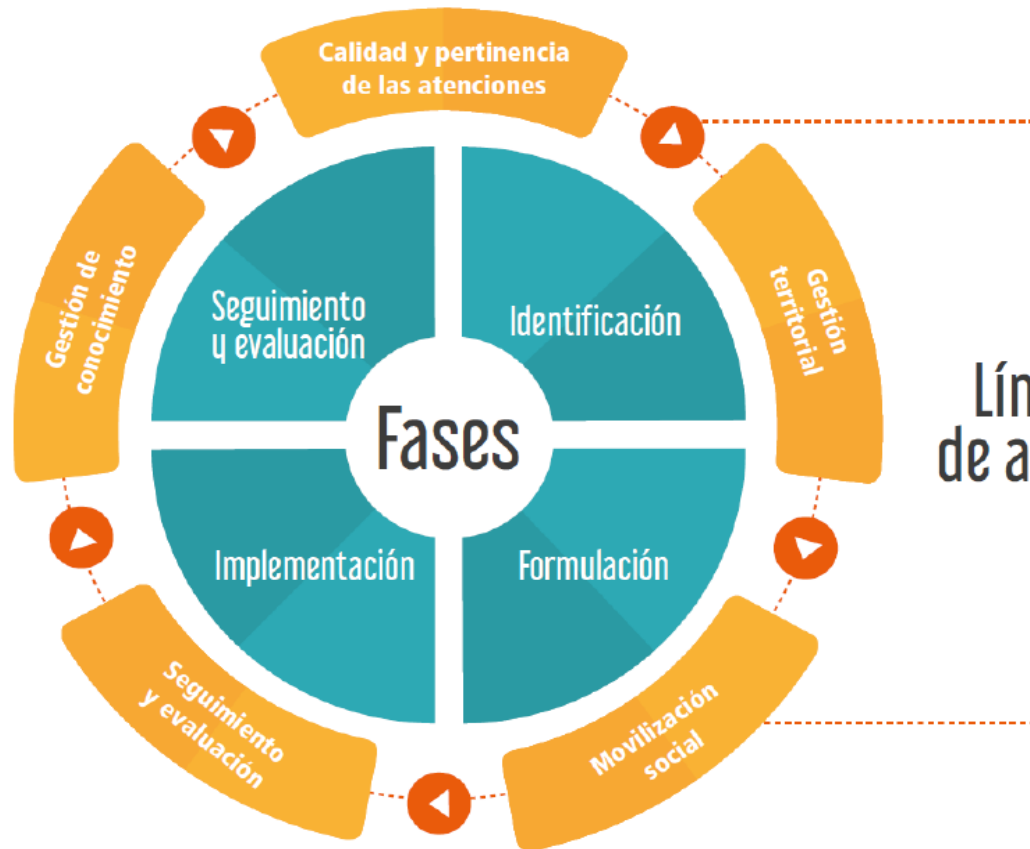 Calidad y pertinencia
de las atenciones
Gestión
territorial
Movilización
social
Seguimiento
y evaluación
Gestión de
conocimiento
Seguimiento
y evaluación
Identificación
Fases
Implementación
Formulación
Lín
de a